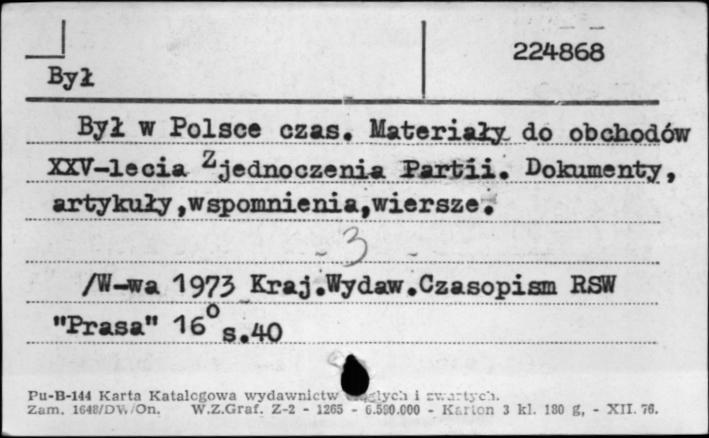 224868
Był
Był w Polsce czas. Materiały do obchodów
XXV-lecia Zjednoczenia Partii. Dokumenty,
artykuły,wspomnienia,wiersze.
- 3 -
/W-wa 1973 Kraj.Wydaw.Czasopism RSW
"Prasa" 16° s.40
Pu-B-144 Karta Katalogowa wydawnictw i zwartych.
Zam. 1648/DW/On. W.Z.Graf. Z-2 - 1265 - 6.590.000 - Karton 3 kl. 180 g, - XII. 76.